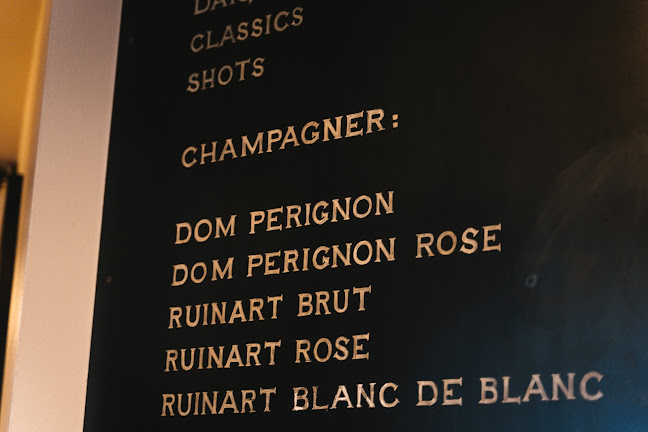 CLASSICS
SHOTS
CHAMPAGNER:
DOM PERIGNON
DOM PERIGNON ROSE
RUINART BRUT
RUINART ROSE
RUINART BLANC DE BLANC